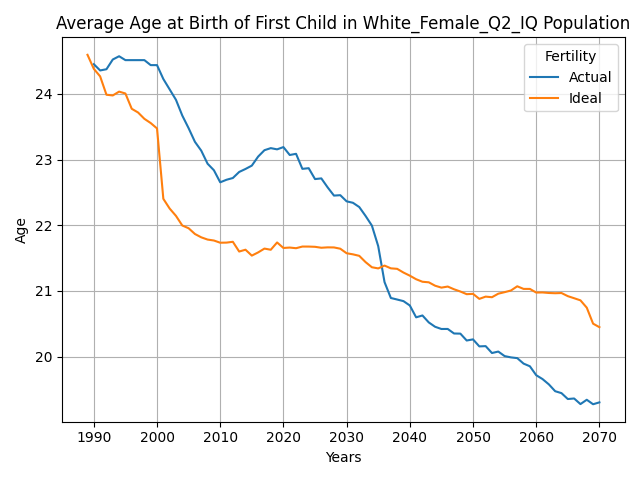 Average Age at Birth of First Child in White_Female_Q2_IQ Population
Fertility
Actual
Ideal
Age
24
23
22
21
20
1990 2000 2010 2020 2030 2040 2050 2060 2070
Years